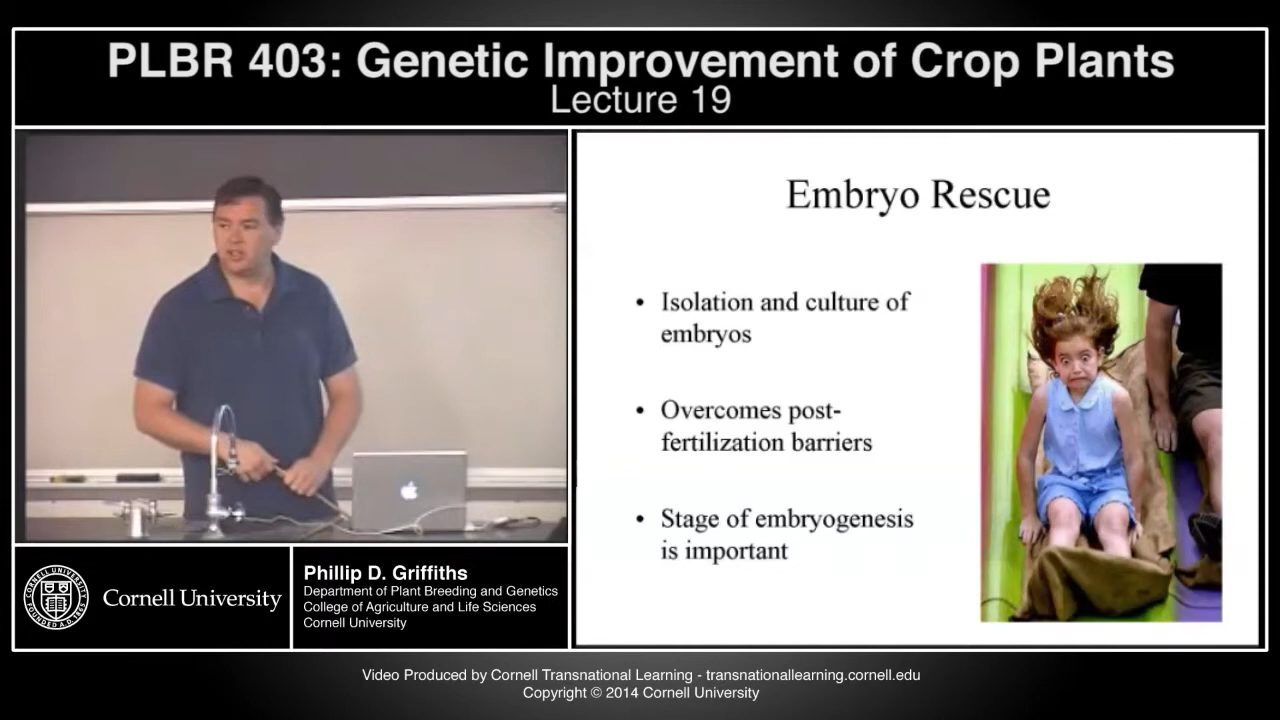 PLBR 403: Genetic Improvement of Crop Plants
Lecture 19
Embryo Rescue
• Isolation and culture of
embryos
• Overcomes post-
fertilization barriers
• Stage of embryogenesis
is important
Cornell University
Phillip D. Griffiths
Department of Plant Breeding and Genetics
College of Agriculture and Life Sciences
Cornell University
Video Produced by Cornell Transnational Learning - transnationallearning.cornell.edu
Copyright © 2014 Cornell University